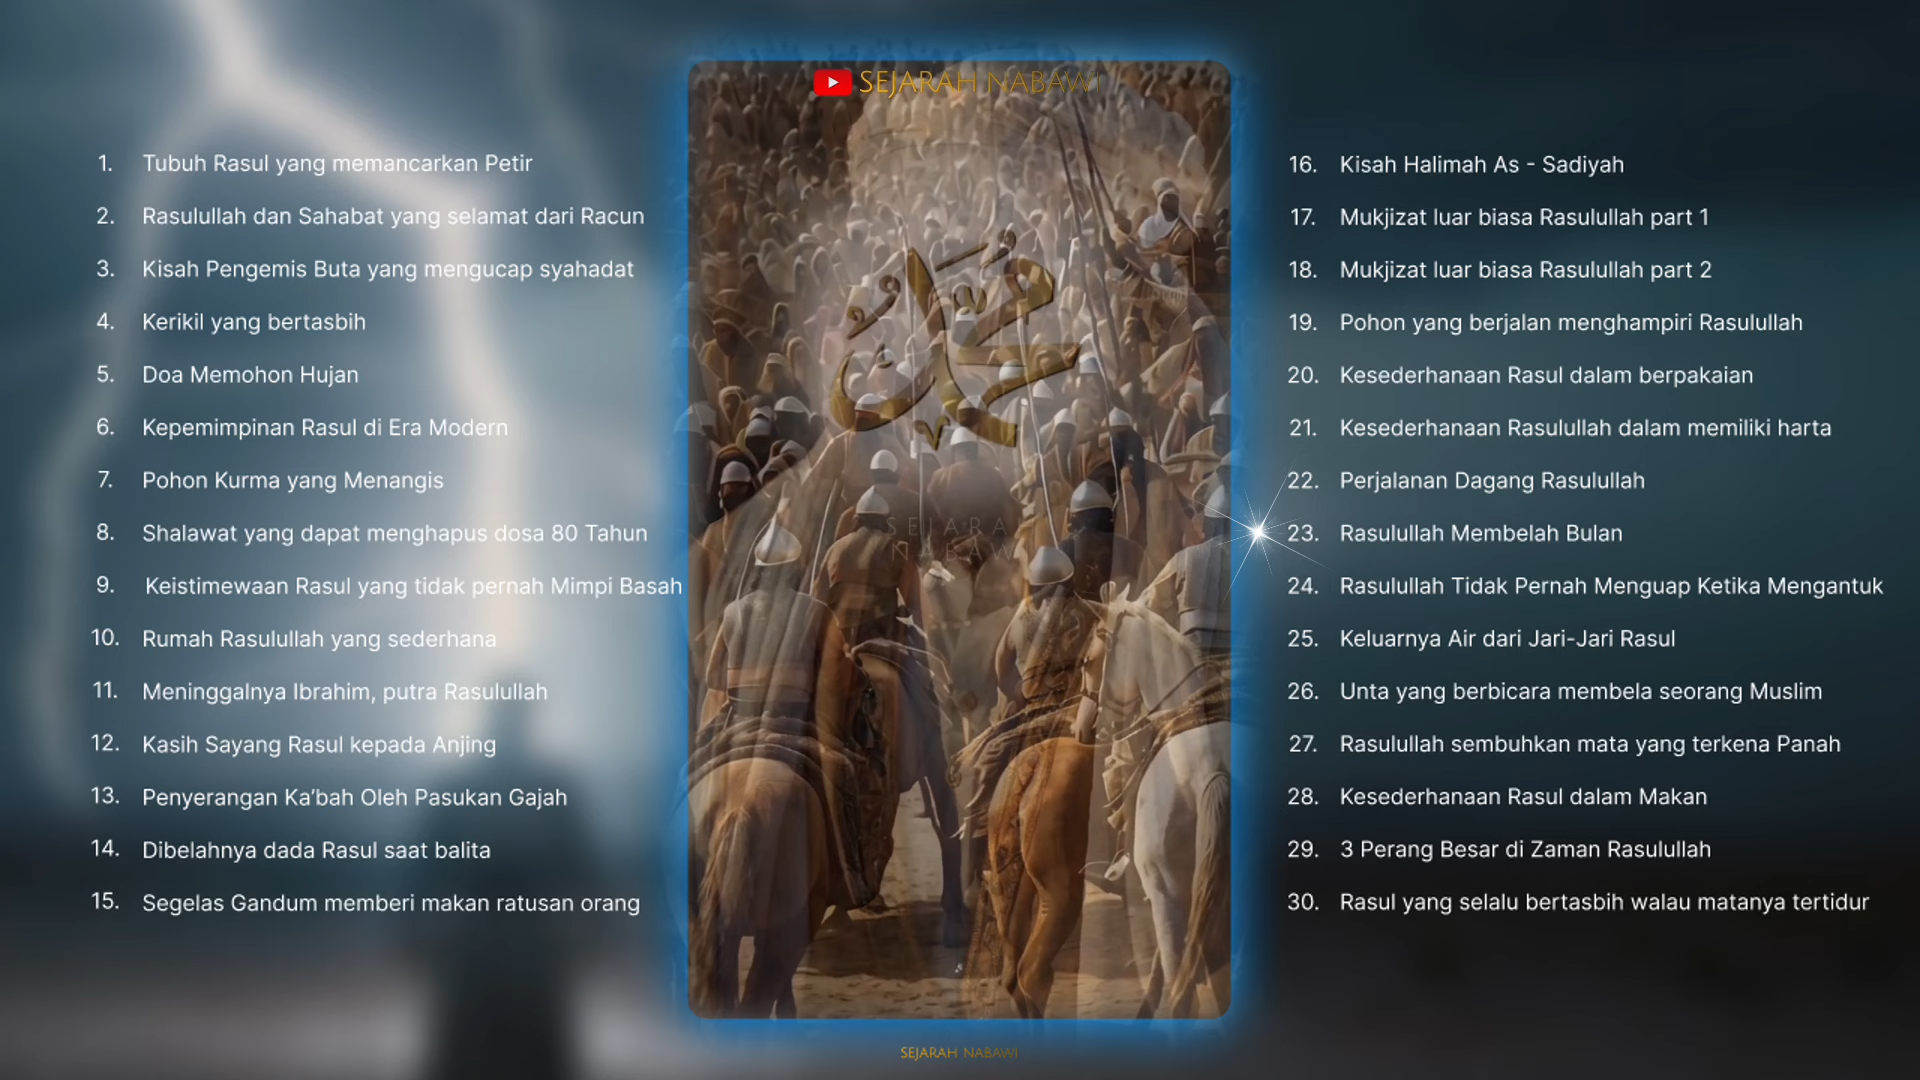 SEJARAH NABAWI
1. Tubuh Rasul yang memancarkan Petir
2. Rasulullah dan Sahabat yang selamat dari Racun
3. Kisah Pengemis Buta yang mengucap syahadat
4. Kerikil yang bertasbih
5. Doa Memohon Hujan
6. Kepemimpinan Rasul di Era Modern
7. Pohon Kurma yang Menangis
8. Shalawat yang dapat menghapus dosa 80 Tahun
9. Keistimewaan Rasul yang tidak pernah Mimpi Basah
10. Rumah Rasulullah yang sederhana
11. Meninggalnya Ibrahim, putra Rasulullah
12. Kasih Sayang Rasul kepada Anjing
13. Penyerangan Ka’bah Oleh Pasukan Gajah
14. Dibelahnya dada Rasul saat balita
15. Segelas Gandum memberi makan ratusan orang
محمد
SEJARA
NABAW
16. Kisah Halimah As - Sadiyah
17. Mukjizat luar biasa Rasulullah part 1
18. Mukjizat luar biasa Rasulullah part 2
19. Pohon yang berjalan menghampiri Rasulullah
20. Kesederhanaan Rasul dalam berpakaian
21. Kesederhanaan Rasulullah dalam memiliki harta
22. Perjalanan Dagang Rasulullah
23. Rasulullah Membelah Bulan
24. Rasulullah Tidak Pernah Menguap Ketika Mengantuk
25. Keluarnya Air dari Jari-Jari Rasul
26. Unta yang berbicara membela seorang Muslim
27. Rasulullah sembuhkan mata yang terkena Panah
28. Kesederhanaan Rasul dalam Makan
29. 3 Perang Besar di Zaman Rasulullah
30. Rasul yang selalu bertasbih walau matanya tertidur
SEJARAH NABAWI